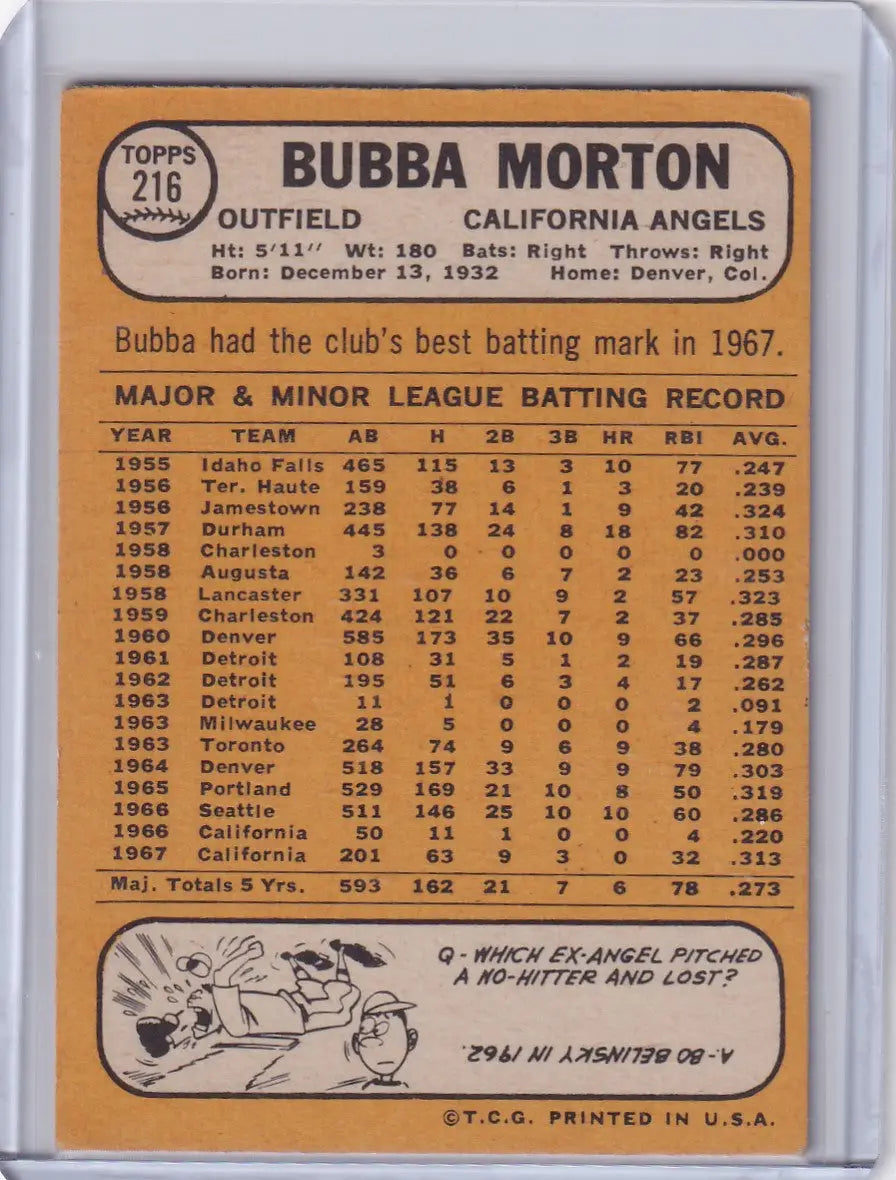 TOPPS
216
BUBBA MORTON
OUTFIELD CALIFORNIA ANGELS
Ht: 5'11" Wt: 180 Bats: Right Throws: Right
Born: December 13, 1932 Home: Denver, Col.
Bubba had the club's best batting mark in 1967.
MAJOR & MINOR LEAGUE BATTING RECORD
YEAR TEAM AB H 2B 3B HR RBI AVG.
1955 Idaho Falls 465 115 13 3 10 77 .247
1956 Ter. Haute 159 38 6 1 3 20 .239
1956 Jamestown 238 77 14 1 9 42 .324
1957 Durham 445 138 24 8 18 82 .310
1958 Charleston 3 0 0 0 0 0 .000
1958 Augusta 142 36 6 7 2 23 .253
1958 Lancaster 331 107 10 9 2 57 .323
1959 Charleston 424 121 22 7 2 37 .285
1960 Denver 585 173 35 10 9 66 .296
1961 Detroit 108 31 5 1 2 19 .287
1962 Detroit 195 51 6 3 4 17 .262
1963 Detroit 11 1 0 0 0 2 .091
1963 Milwaukee 28 5 0 0 0 4 .179
1963 Toronto 264 74 9 6 9 38 .280
1964 Denver 518 157 33 9 9 79 .303
1965 Portland 529 169 21 10 8 50 .319
1966 Seattle 511 146 25 10 10 60 .286
1966 California 50 11 1 0 0 4 .220
1967 California 201 63 9 3 0 32 .313
Maj. Totals 5 Yrs. 593 162 21 7 6 78 .273
Q - WHICH EX-ANGEL PITCHED
A NO-HITTER AND LOST?
A - BO BELINSKY IN 1962.
©T.C.G. PRINTED IN U.S.A.